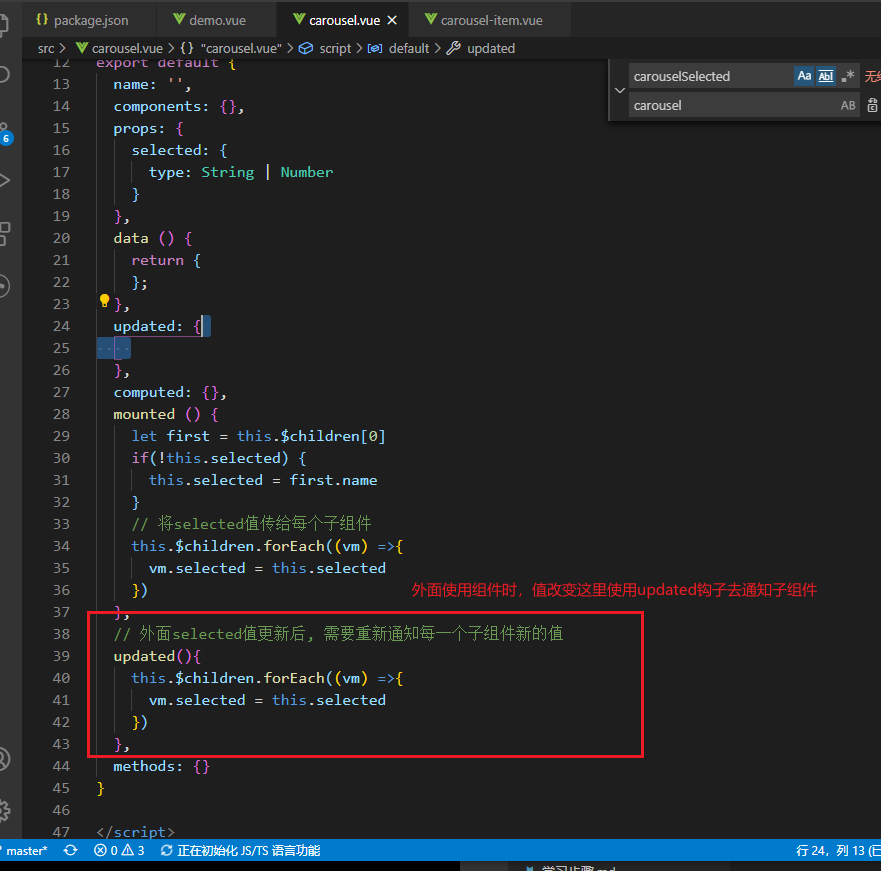 package.json demo.vue carousel.vue carousel-item.vue
src > carousel.vue > {} "carousel.vue" > script > default > updated
carouselSelected Aa Abl .*
carousel AB
6
12 export default {
13 name: '',
14 components: {},
15 props: {
16 selected: {
17 type: String | Number
18 }
19 },
20 data () {
21 return {
22 };
23 },
24 updated: {
25
26 },
27 computed: {},
28 mounted () {
29 let first = this.$children[0]
30 if(!this.selected) {
31 this.selected = first.name
32 }
33 // 将selected值传给每个子组件
34 this.$children.forEach((vm) =>{
35 vm.selected = this.selected
36 })
外面使用组件时，值改变这里使用updated钩子去通知子组件
37 },
38 // 外面selected值更新后, 需要重新通知每一个子组件新的值
39 updated(){
40 this.$children.forEach((vm) =>{
41 vm.selected = this.selected
42 })
43 },
44 methods: {}
45 }
46
47 </script>
master* 0 3 正在初始化 JS/TS 语言功能 行 24，列 13